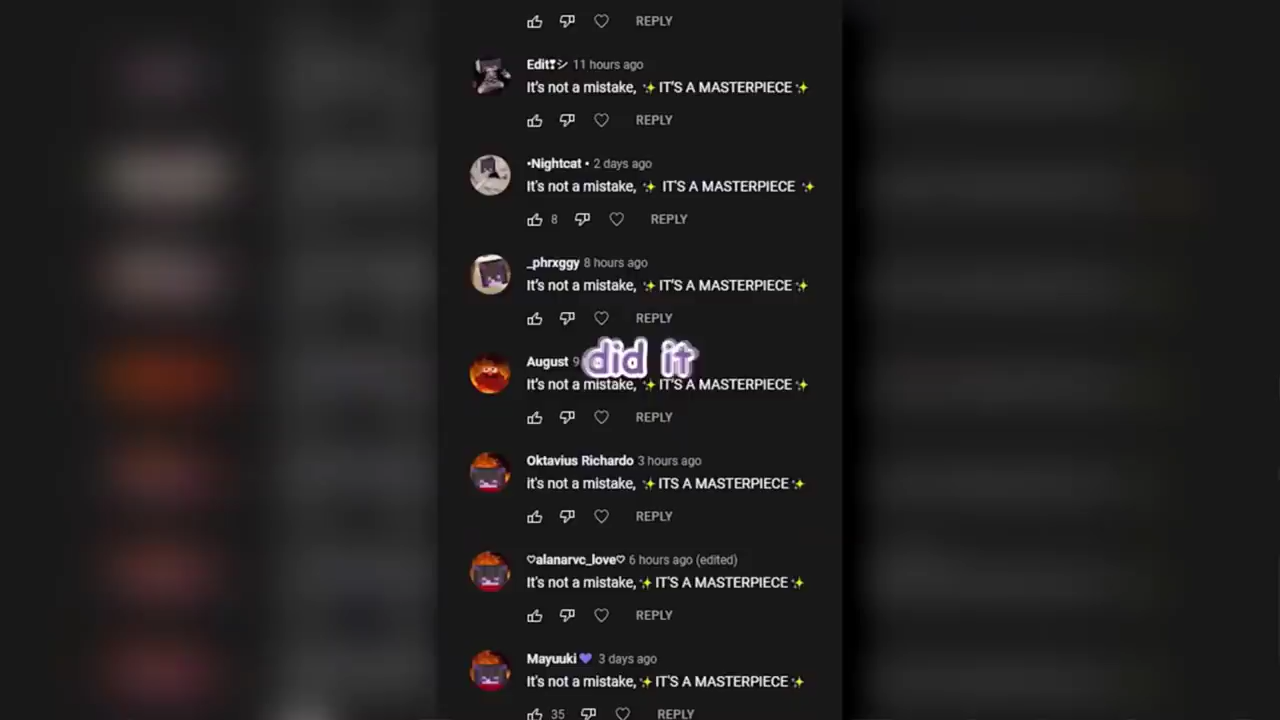 REPLY
Edit❢シ 11 hours ago
It's not a mistake, ✨ IT'S A MASTERPIECE ✨
REPLY
•Nightcat • 2 days ago
It's not a mistake, ✨ IT'S A MASTERPIECE ✨
8 REPLY
_phrxggy 8 hours ago
It's not a mistake, ✨ IT'S A MASTERPIECE ✨
REPLY
August 9
did it
It's not a mistake, ✨ IT'S A MASTERPIECE ✨
REPLY
Oktavius Richardo 3 hours ago
it's not a mistake, ✨ ITS A MASTERPIECE ✨
REPLY
♡alanarvc_love♡ 6 hours ago (edited)
It's not a mistake, ✨ IT'S A MASTERPIECE ✨
REPLY
Mayuuki 💜 3 days ago
It's not a mistake, ✨ IT'S A MASTERPIECE ✨
35 REPLY